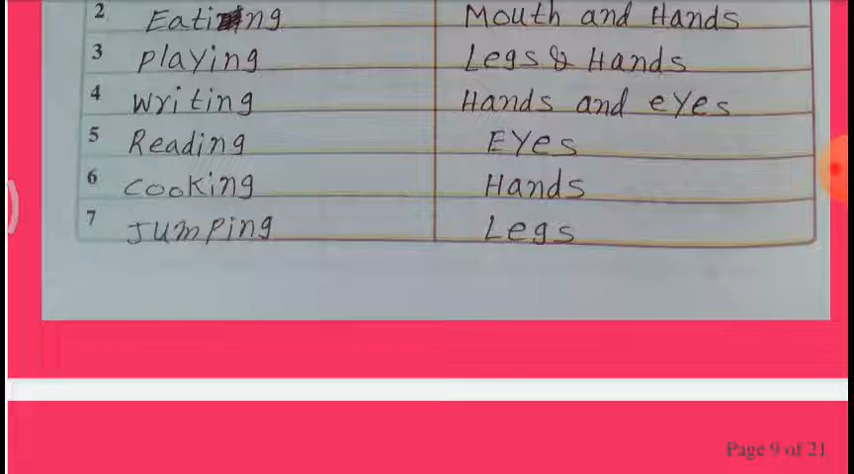 2 Eating Mouth and Hands
3 Playing Legs & Hands
4 Writing Hands and eYes
5 Reading EYes
6 Cooking Hands
7 Jumping Legs
Page 9 of 21